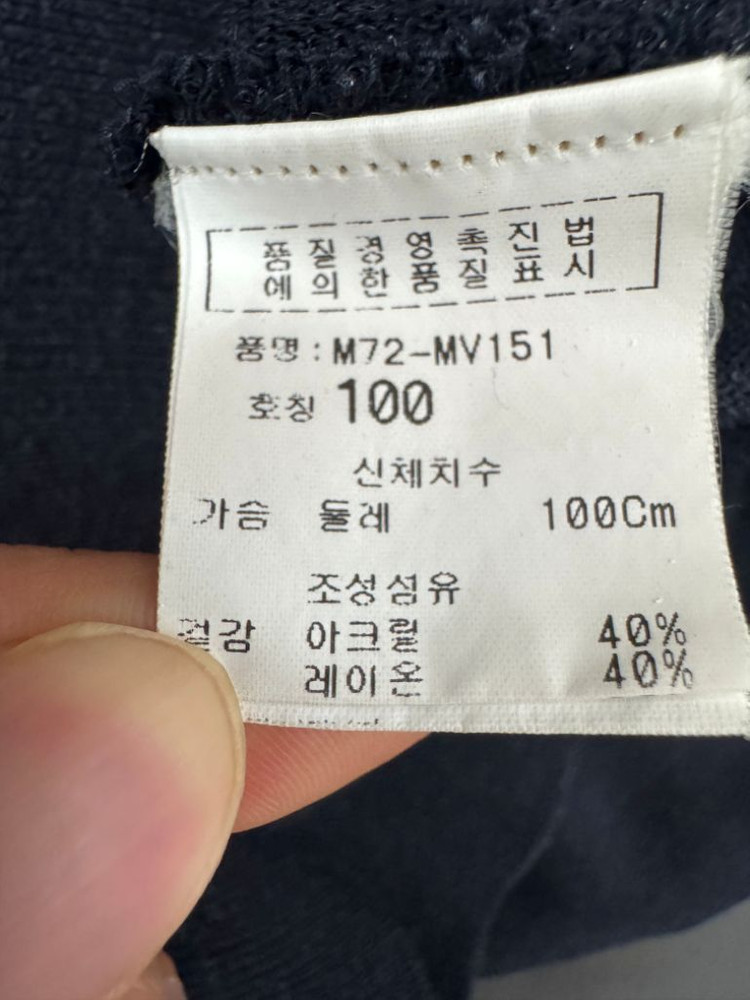 품질경영촉진법
에의한품질표시
품명:M72-MV151
호칭 100
신체치수
가슴 둘레 100Cm
조성섬유
겉감 아크릴 40%
레이온 40%